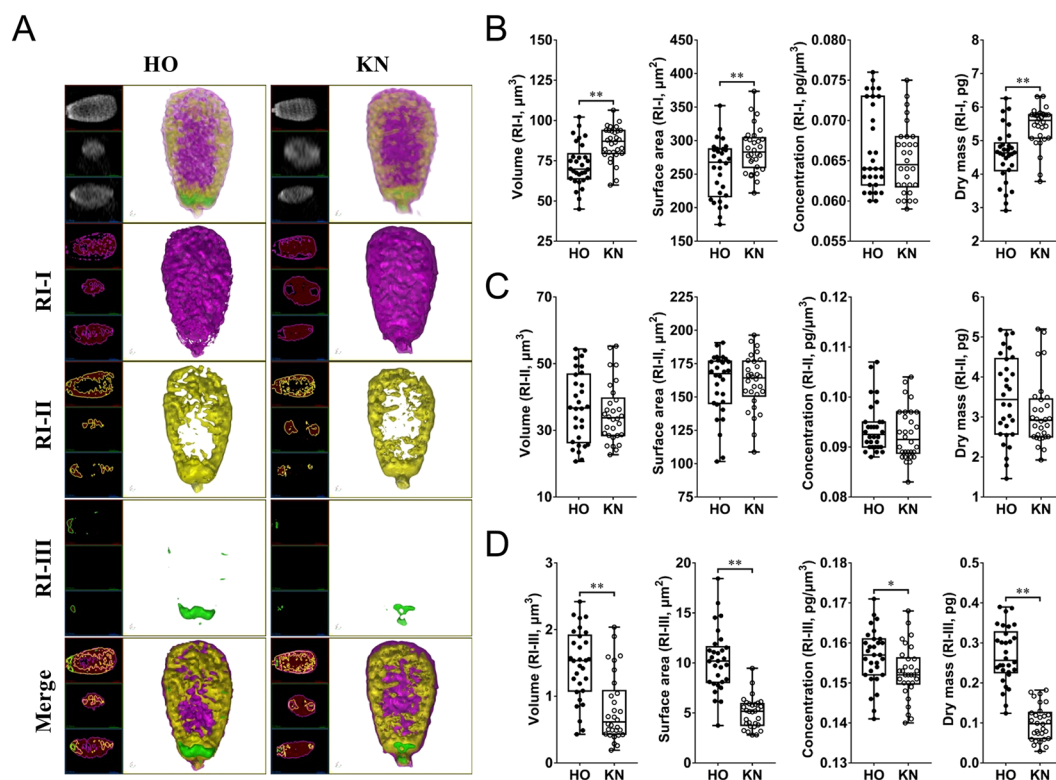 A
HO
KN
RI-I
RI-II
RI-III
Merge
B
Volume (RI-I, μm³)
150
125
100
75
50
25
**
HO KN
Surface area (RI-I, μm²)
450
400
350
300
250
200
150
**
HO KN
Concentration (RI-I, pg/μm³)
0.080
0.075
0.070
0.065
0.060
0.055
HO KN
Dry mass (RI-I, pg)
8
7
6
5
4
3
2
**
HO KN
C
Volume (RI-II, μm³)
70
50
30
10
HO KN
Surface area (RI-II, μm²)
225
200
175
150
125
100
75
HO KN
Concentration (RI-II, pg/μm³)
0.12
0.11
0.10
0.09
0.08
HO KN
Dry mass (RI-II, pg)
6
5
4
3
2
1
HO KN
D
Volume (RI-III, μm³)
3
2
1
0
**
HO KN
Surface area (RI-III, μm²)
20
15
10
5
0
**
HO KN
Concentration (RI-III, pg/μm³)
0.18
0.17
0.16
0.15
0.14
0.13
*
HO KN
Dry mass (RI-III, pg)
0.5
0.4
0.3
0.2
0.1
0.0
**
HO KN